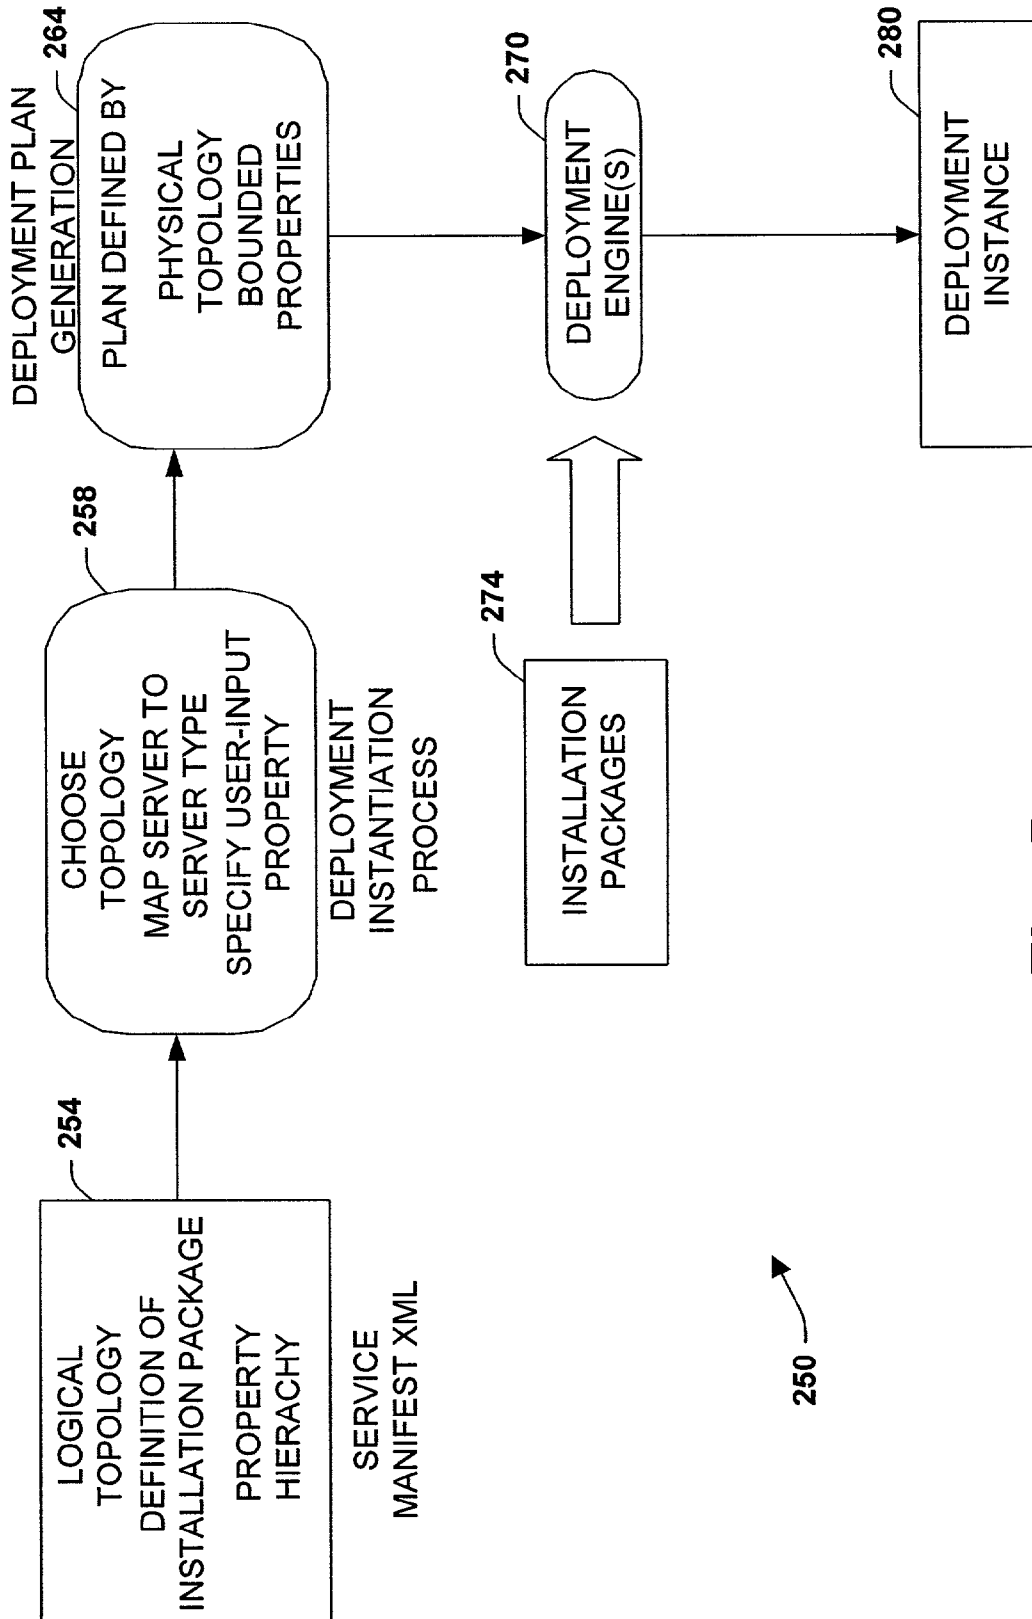 LOGICAL
TOPOLOGY
DEFINITION OF
INSTALLATION PACKAGE
PROPERTY
HIERACHY
254
SERVICE
MANIFEST XML
CHOOSE
TOPOLOGY
MAP SERVER TO
SERVER TYPE
SPECIFY USER-INPUT
PROPERTY
258
DEPLOYMENT
INSTANTIATION
PROCESS
DEPLOYMENT PLAN
GENERATION
264
PLAN DEFINED BY
PHYSICAL
TOPOLOGY
BOUNDED
PROPERTIES
INSTALLATION
PACKAGES
274
DEPLOYMENT
ENGINE(S)
270
DEPLOYMENT
INSTANCE
280
250